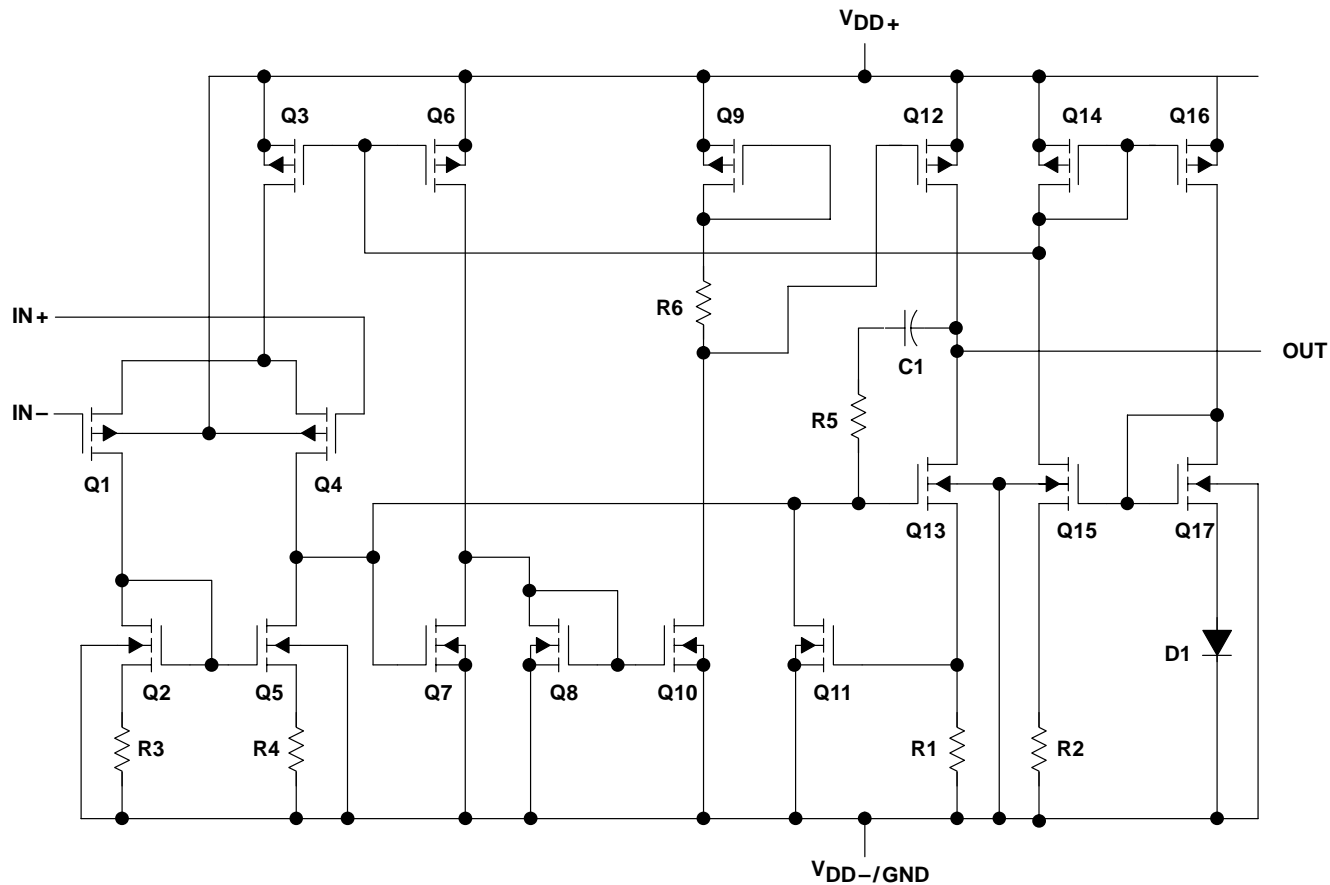 VDD+
Q3
Q6
Q9
Q12
Q14
Q16
IN+
R6
OUT
C1
IN−
R5
Q1
Q4
Q13
Q15
Q17
D1
Q2
Q5
Q7
Q8
Q10
Q11
R3
R4
R1
R2
VDD−/GND